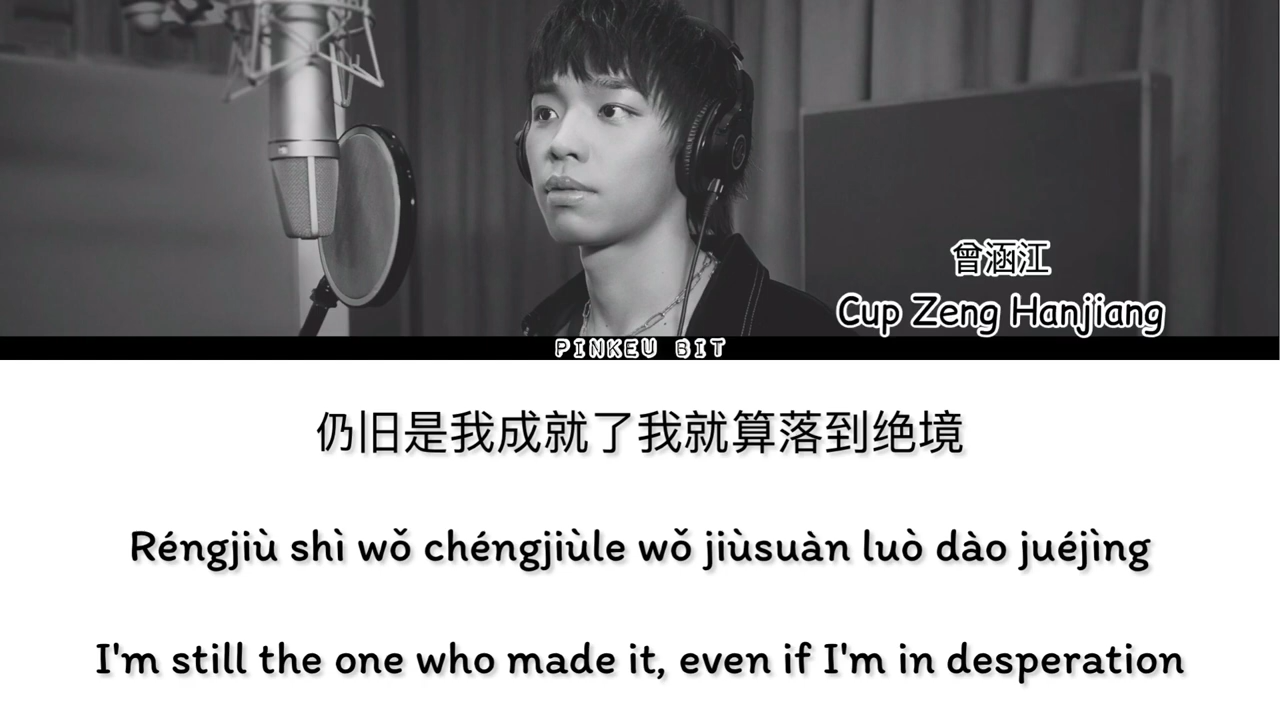 曾涵江
Cup Zeng Hanjiang
PINKEU BIT
仍旧是我成就了我就算落到绝境
Réngjiù shì wǒ chéngjiùle wǒ jiùsuàn luò dào juéjìng
I'm still the one who made it, even if I'm in desperation